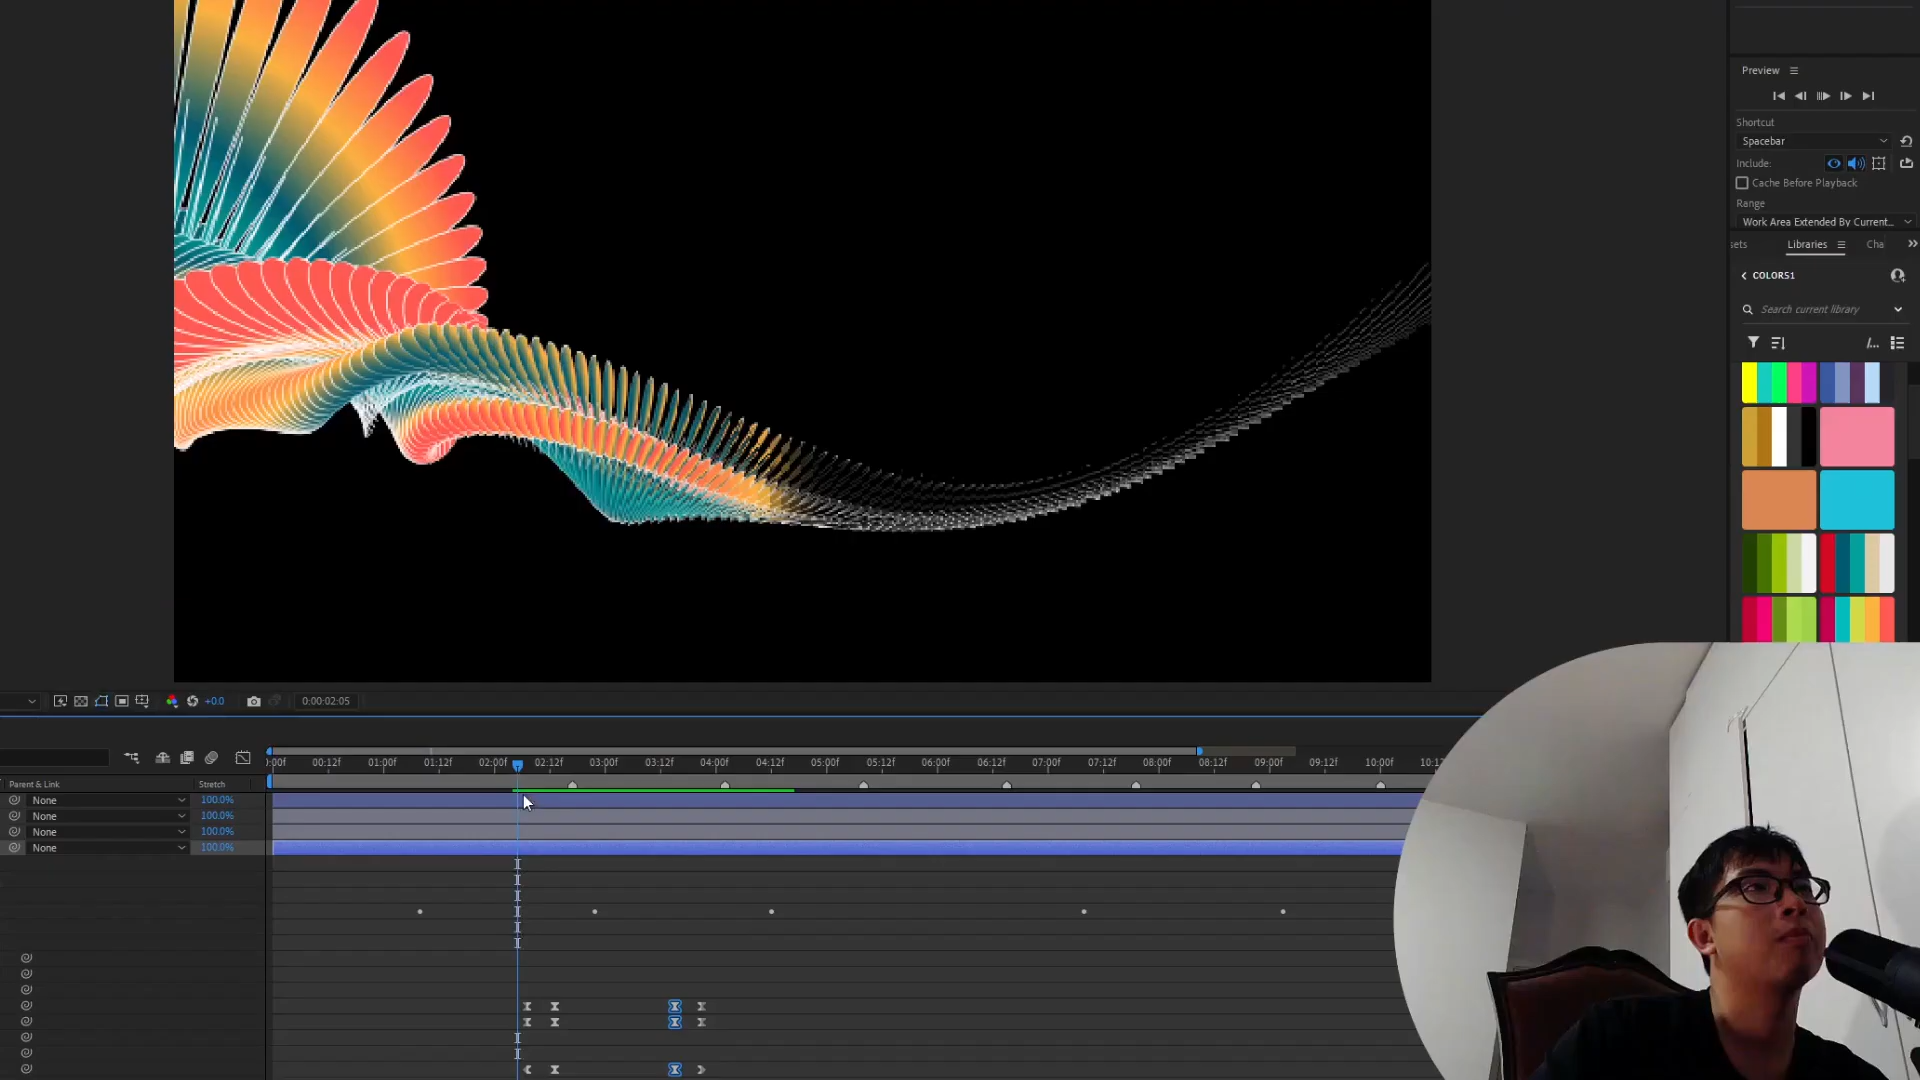 Preview
Shortcut
Spacebar
Include:
Cache Before Playback
Range
Work Area Extended By Current...
sets Libraries Cha
COLOR51
Search current library
+0.0 0:00:02:05
:00f 00:12f 01:00f 01:12f 02:00f 02:12f 03:00f 03:12f 04:00f 04:12f 05:00f 05:12f 06:00f 06:12f 07:00f 07:12f 08:00f 08:12f 09:00f 09:12f 10:00f 10:12
Parent & Link Stretch
None 100.0%
None 100.0%
None 100.0%
None 100.0%